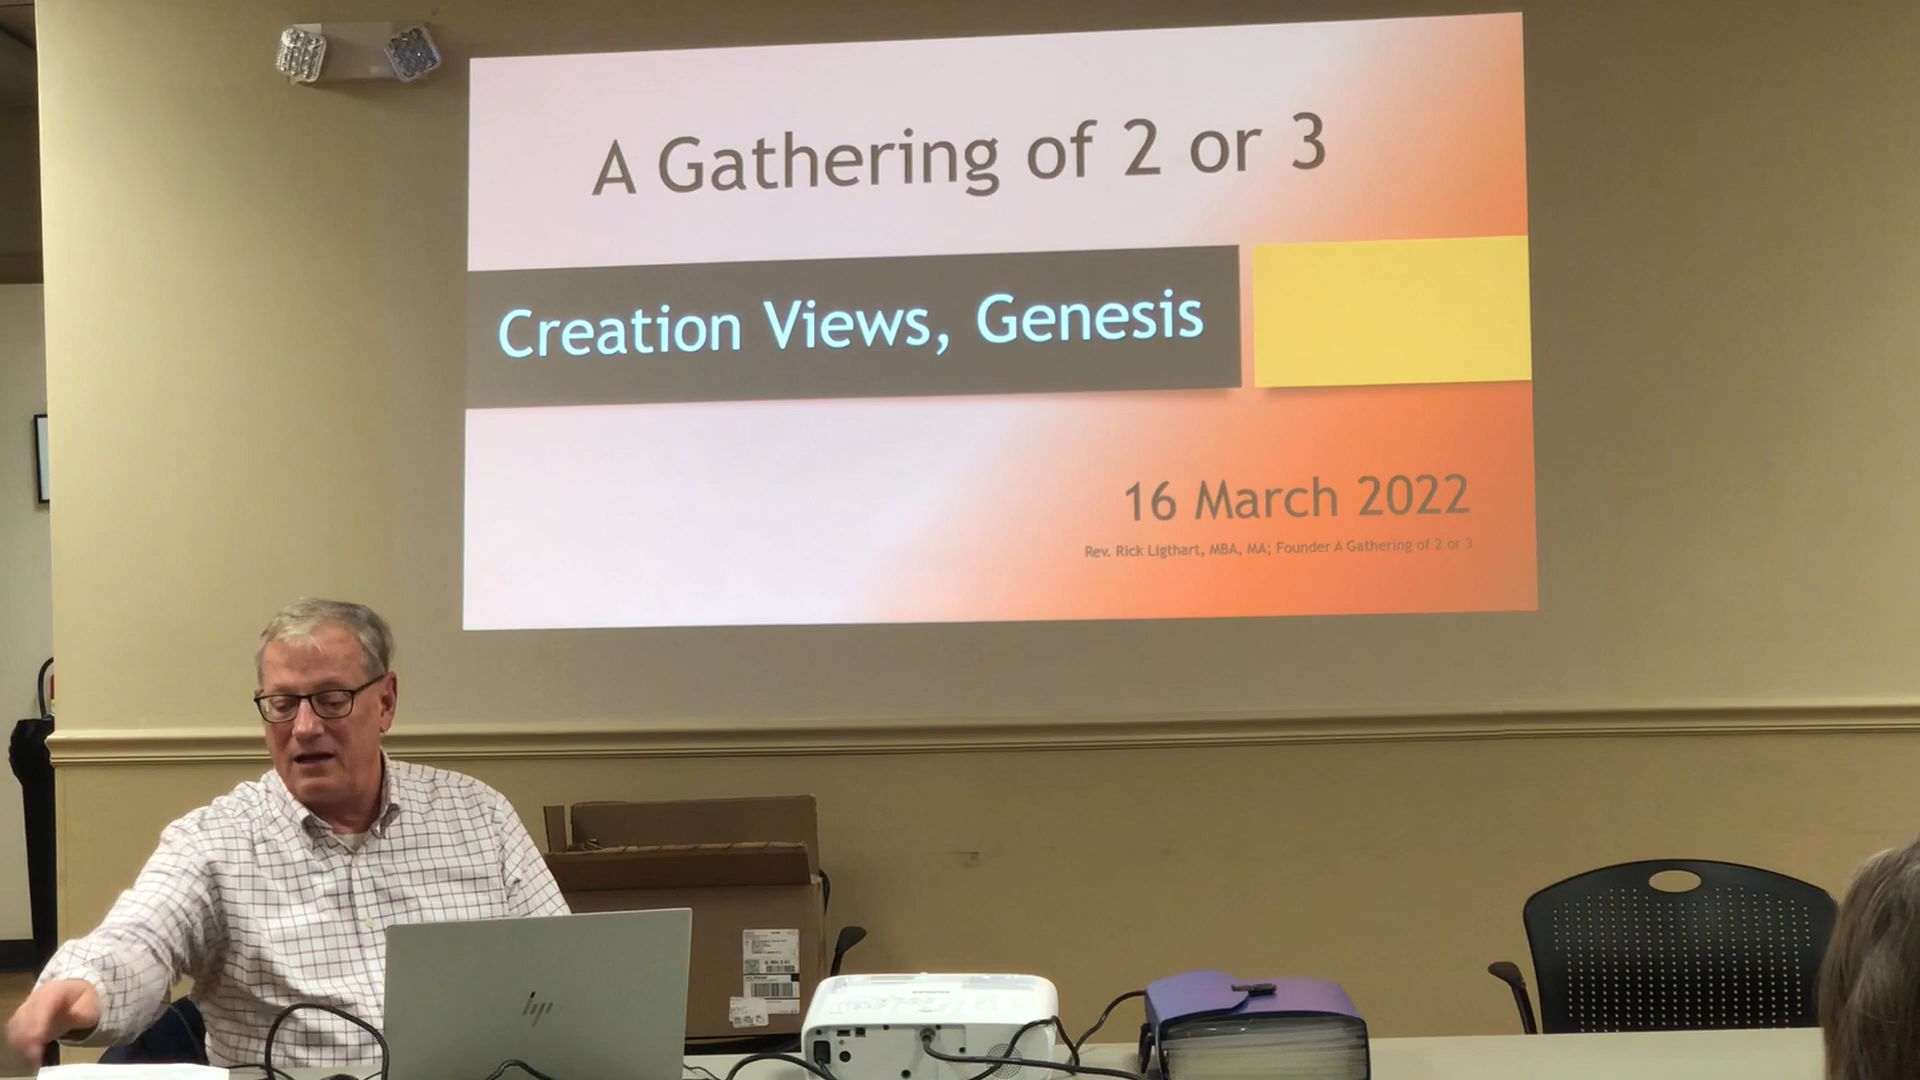 A Gathering of 2 or 3
Creation Views, Genesis
16 March 2022
Rev. Rick Ligthart, MBA, MA; Founder A Gathering of 2 or 3
hp